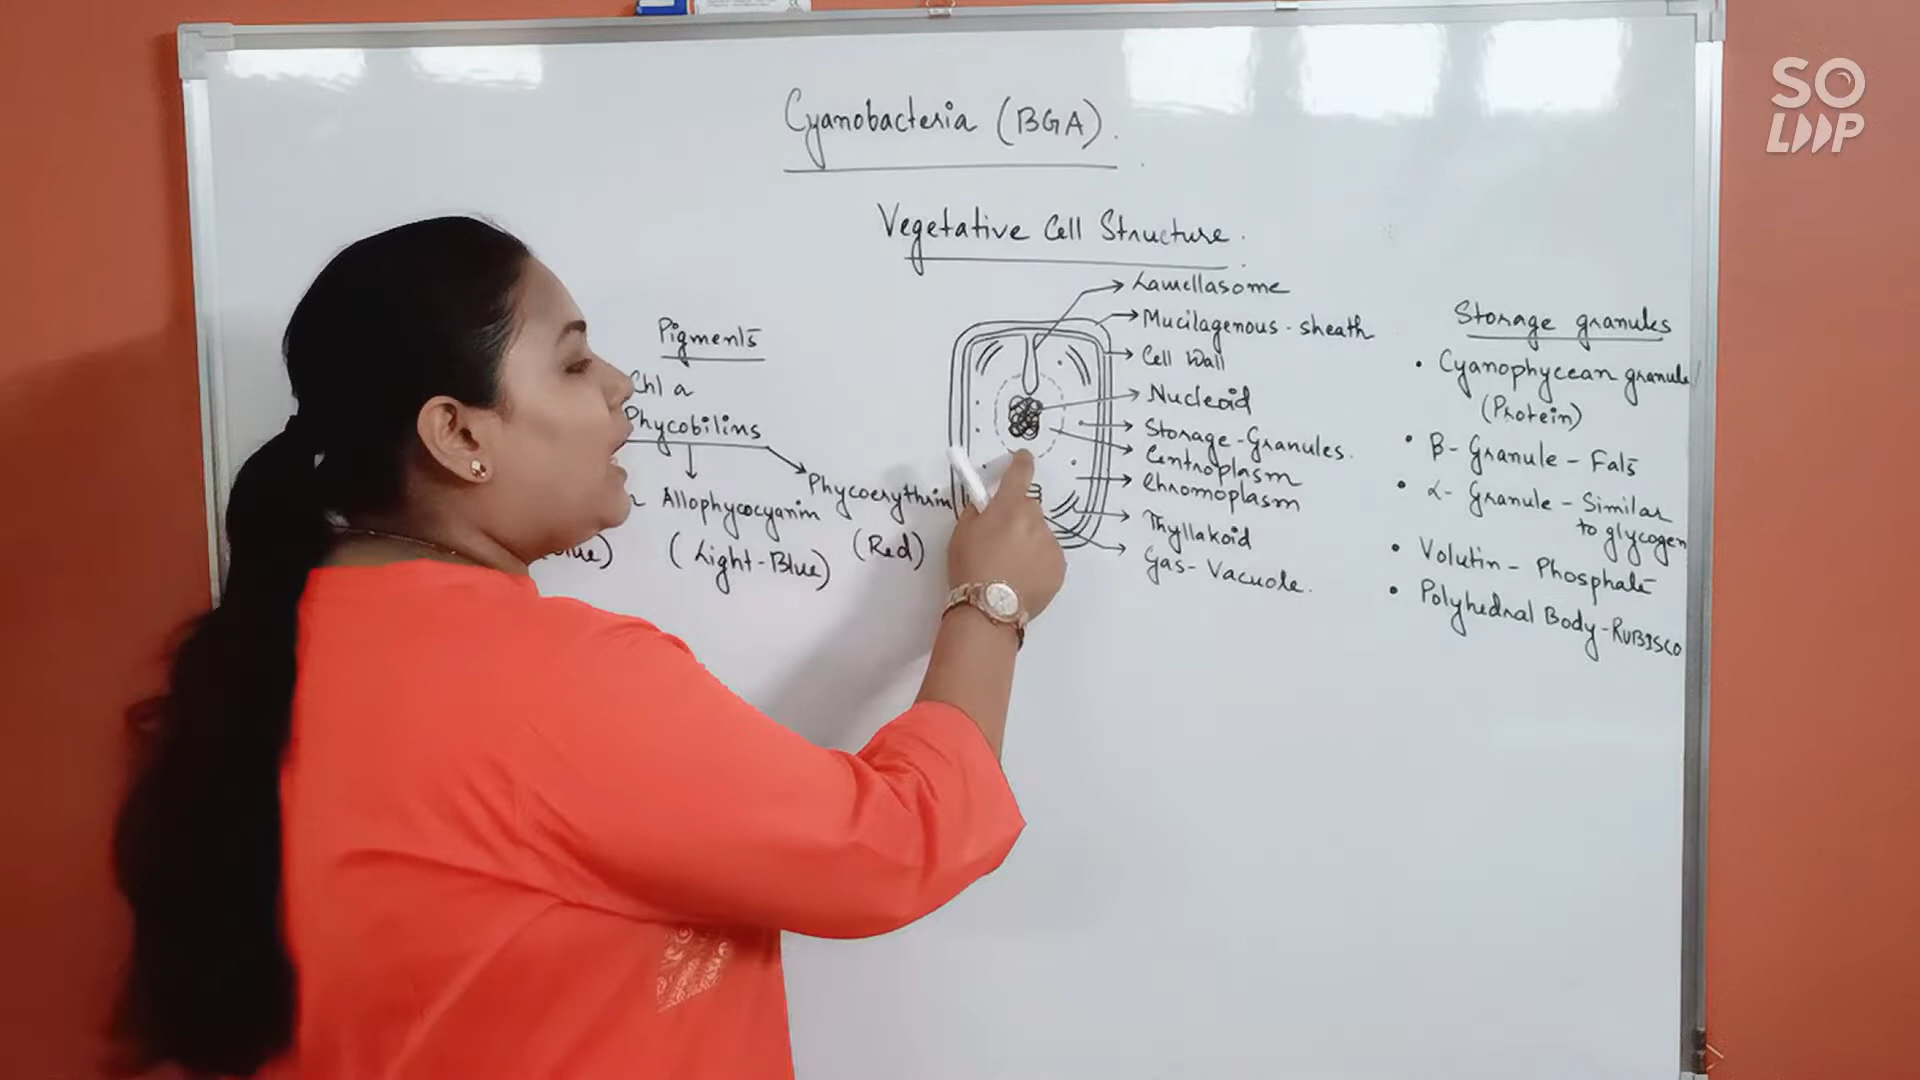 SO
LOOP
Cyanobacteria (BGA).
Vegetative Cell Structure.
Pigments
Chl a
Phycobilins
Allophycocyanin
(Light-Blue)
Phycoerythrin
(Red)
Lamellasome
Mucilagenous - sheath
Cell Wall
Nucleoid
Storage - Granules.
Centroplasm
Chromoplasm
Thyllakoid
Gas - Vacuole.
Storage granules
• Cyanophycean granule
(Protein)
• β - Granule - Fats
• α - Granule - Similar
to glycogen
• Volutin - Phosphate
• Polyhedral Body - RUBISCO